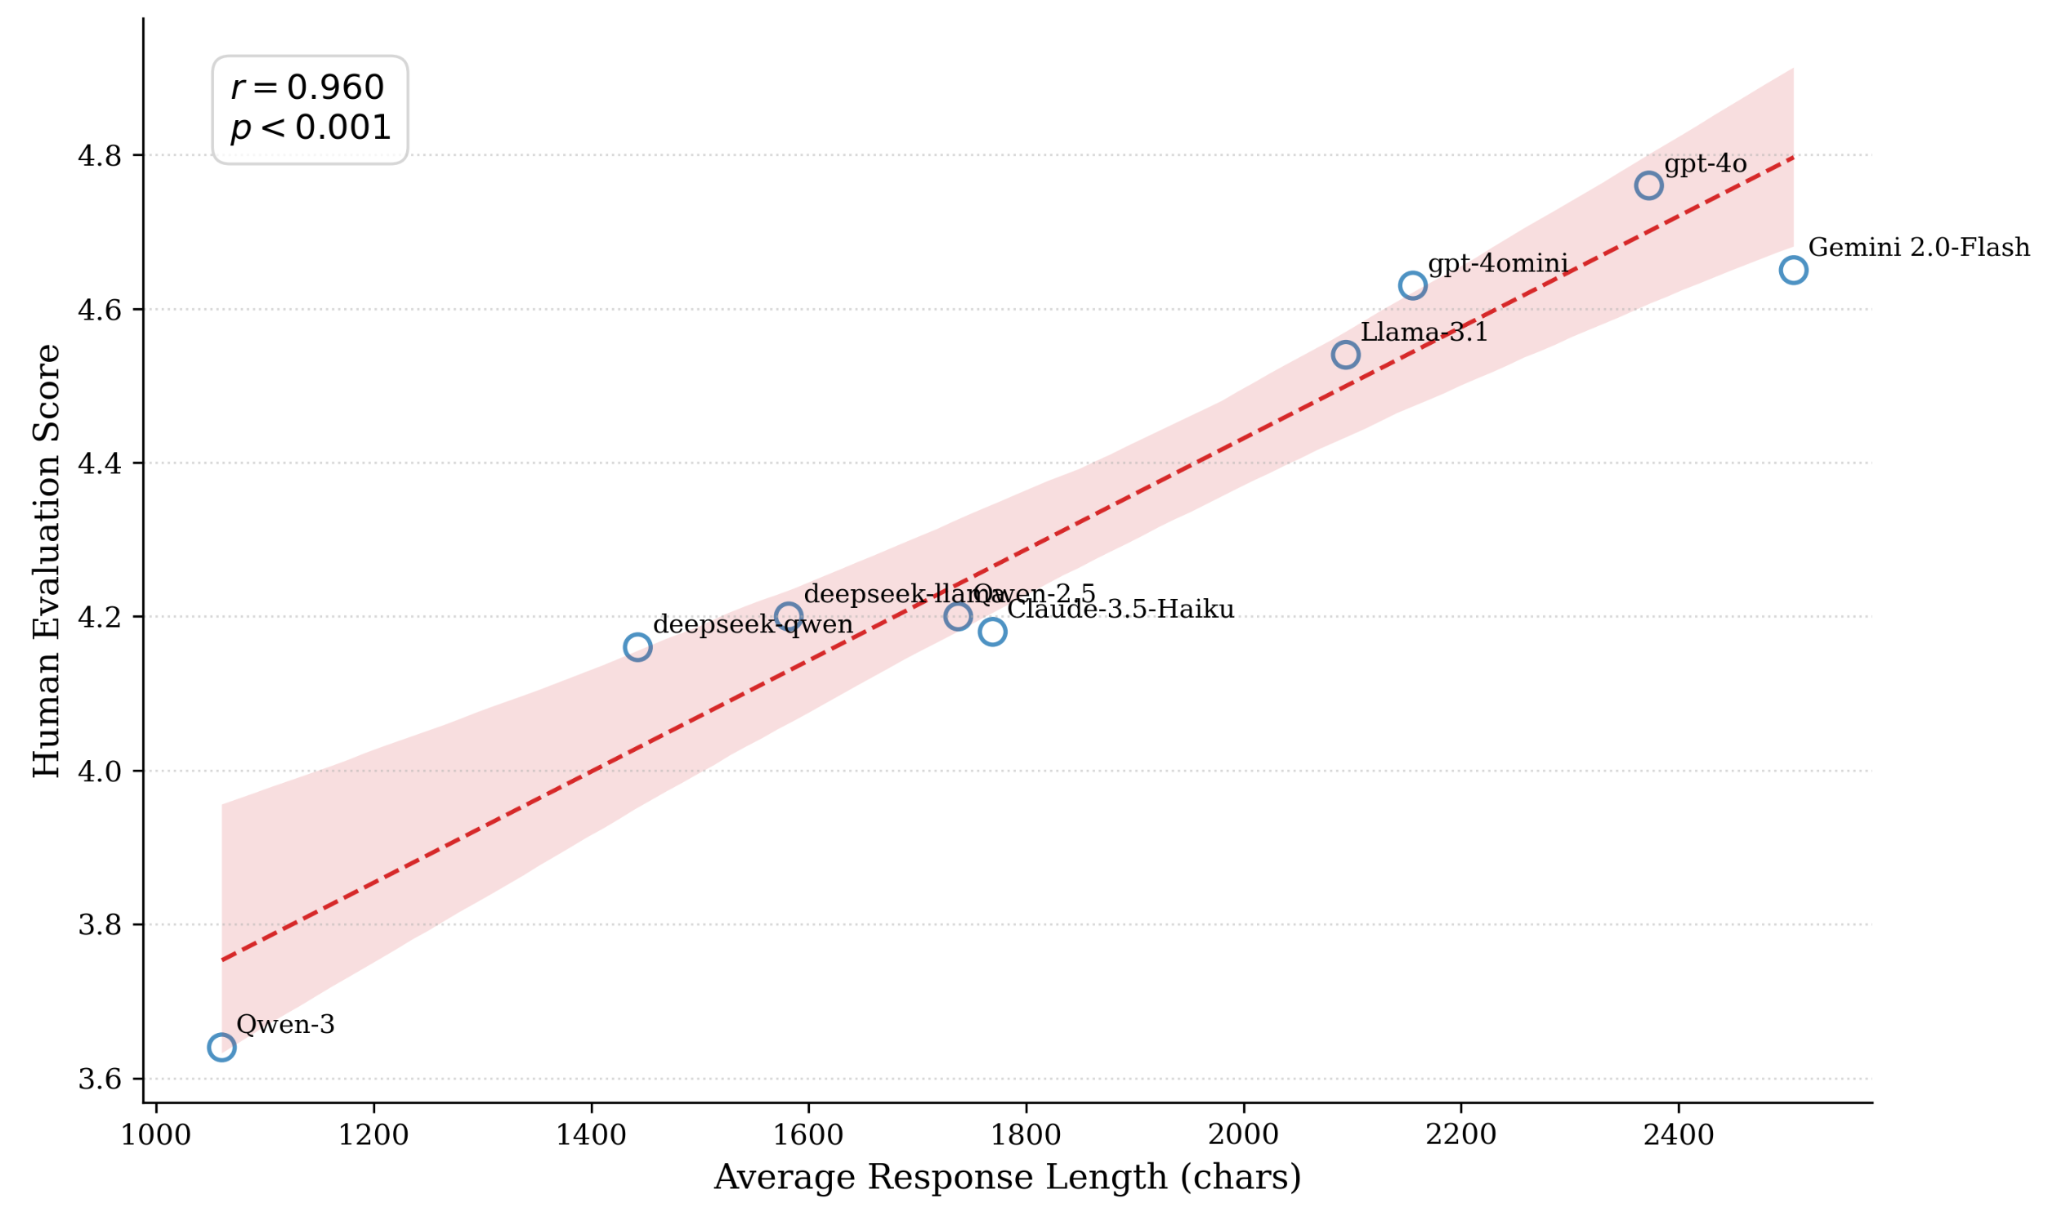 r = 0.960
p < 0.001
4.8
4.6
4.4
4.2
4.0
3.8
3.6
Human Evaluation Score
gpt-4o
Gemini 2.0-Flash
gpt-4omini
Llama-3.1
deepseek-llama
Qwen-2.5
Claude-3.5-Haiku
deepseek-qwen
Qwen-3
1000 1200 1400 1600 1800 2000 2200 2400
Average Response Length (chars)